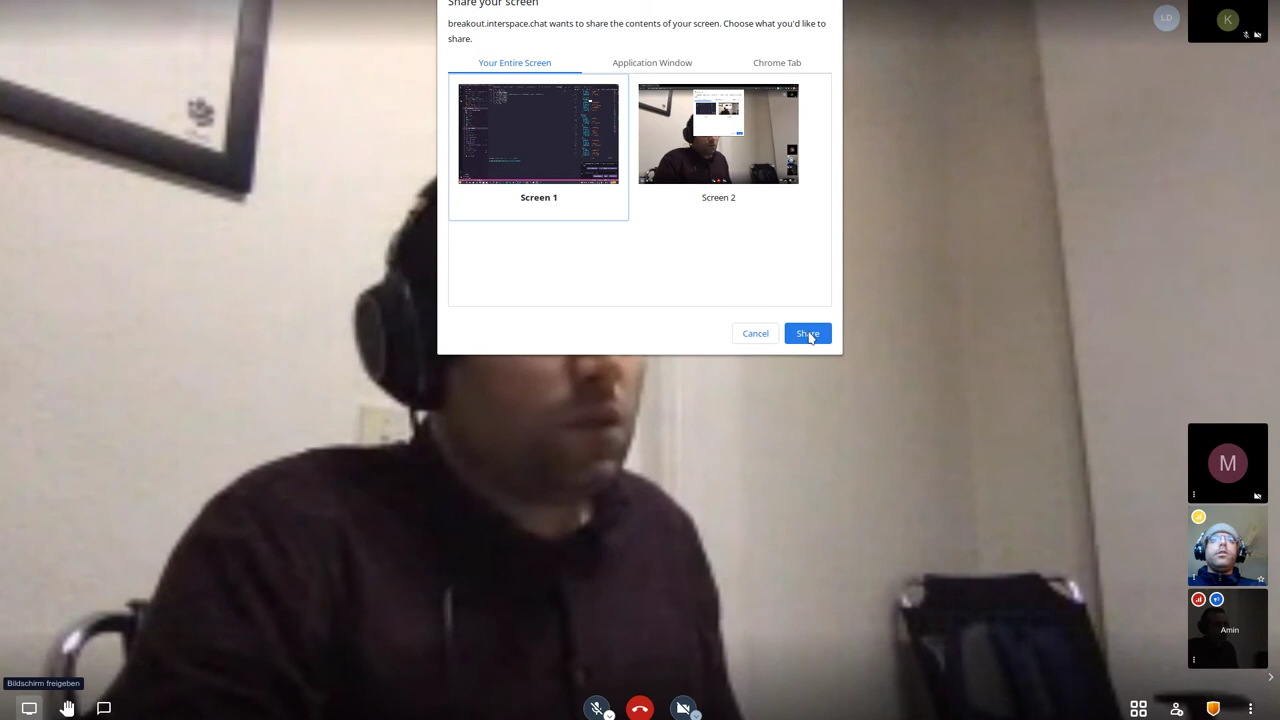 Share your screen
breakout.interspace.chat wants to share the contents of your screen. Choose what you'd like to
share.
Your Entire Screen
Application Window
Chrome Tab
Screen 1
Screen 2
Cancel
Share
LD
K
M
Amin
Bildschirm freigeben